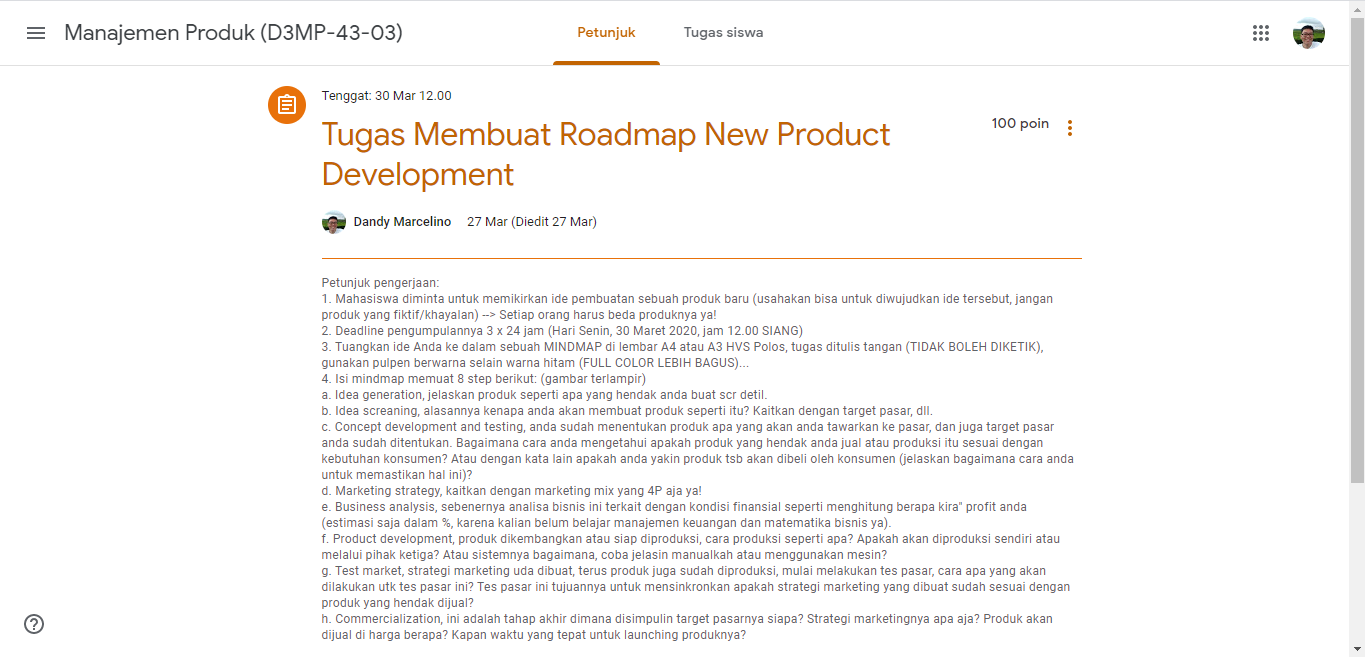 Manajemen Produk (D3MP-43-03)
Petunjuk
Tugas siswa
Tenggat: 30 Mar 12.00
Tugas Membuat Roadmap New Product
Development
100 poin
Dandy Marcelino 27 Mar (Diedit 27 Mar)
Petunjuk pengerjaan:
1. Mahasiswa diminta untuk memikirkan ide pembuatan sebuah produk baru (usahakan bisa untuk diwujudkan ide tersebut, jangan
produk yang fiktif/khayalan) --> Setiap orang harus beda produknya ya!
2. Deadline pengumpulannya 3 x 24 jam (Hari Senin, 30 Maret 2020, jam 12.00 SIANG)
3. Tuangkan ide Anda ke dalam sebuah MINDMAP di lembar A4 atau A3 HVS Polos, tugas ditulis tangan (TIDAK BOLEH DIKETIK),
gunakan pulpen berwarna selain warna hitam (FULL COLOR LEBIH BAGUS)...
4. Isi mindmap memuat 8 step berikut: (gambar terlampir)
a. Idea generation, jelaskan produk seperti apa yang hendak anda buat scr detil.
b. Idea screaning, alasannya kenapa anda akan membuat produk seperti itu? Kaitkan dengan target pasar, dll.
c. Concept development and testing, anda sudah menentukan produk apa yang akan anda tawarkan ke pasar, dan juga target pasar
anda sudah ditentukan. Bagaimana cara anda mengetahui apakah produk yang hendak anda jual atau produksi itu sesuai dengan
kebutuhan konsumen? Atau dengan kata lain apakah anda yakin produk tsb akan dibeli oleh konsumen (jelaskan bagaimana cara anda
untuk memastikan hal ini)?
d. Marketing strategy, kaitkan dengan marketing mix yang 4P aja ya!
e. Business analysis, sebenernya analisa bisnis ini terkait dengan kondisi finansial seperti menghitung berapa kira" profit anda
(estimasi saja dalam %, karena kalian belum belajar manajemen keuangan dan matematika bisnis ya).
f. Product development, produk dikembangkan atau siap diproduksi, cara produksi seperti apa? Apakah akan diproduksi sendiri atau
melalui pihak ketiga? Atau sistemnya bagaimana, coba jelasin manualkah atau menggunakan mesin?
g. Test market, strategi marketing uda dibuat, terus produk juga sudah diproduksi, mulai melakukan tes pasar, cara apa yang akan
dilakukan utk tes pasar ini? Tes pasar ini tujuannya untuk mensinkronkan apakah strategi marketing yang dibuat sudah sesuai dengan
produk yang hendak dijual?
h. Commercialization, ini adalah tahap akhir dimana disimpulin target pasarnya siapa? Strategi marketingnya apa aja? Produk akan
dijual di harga berapa? Kapan waktu yang tepat untuk launching produknya?